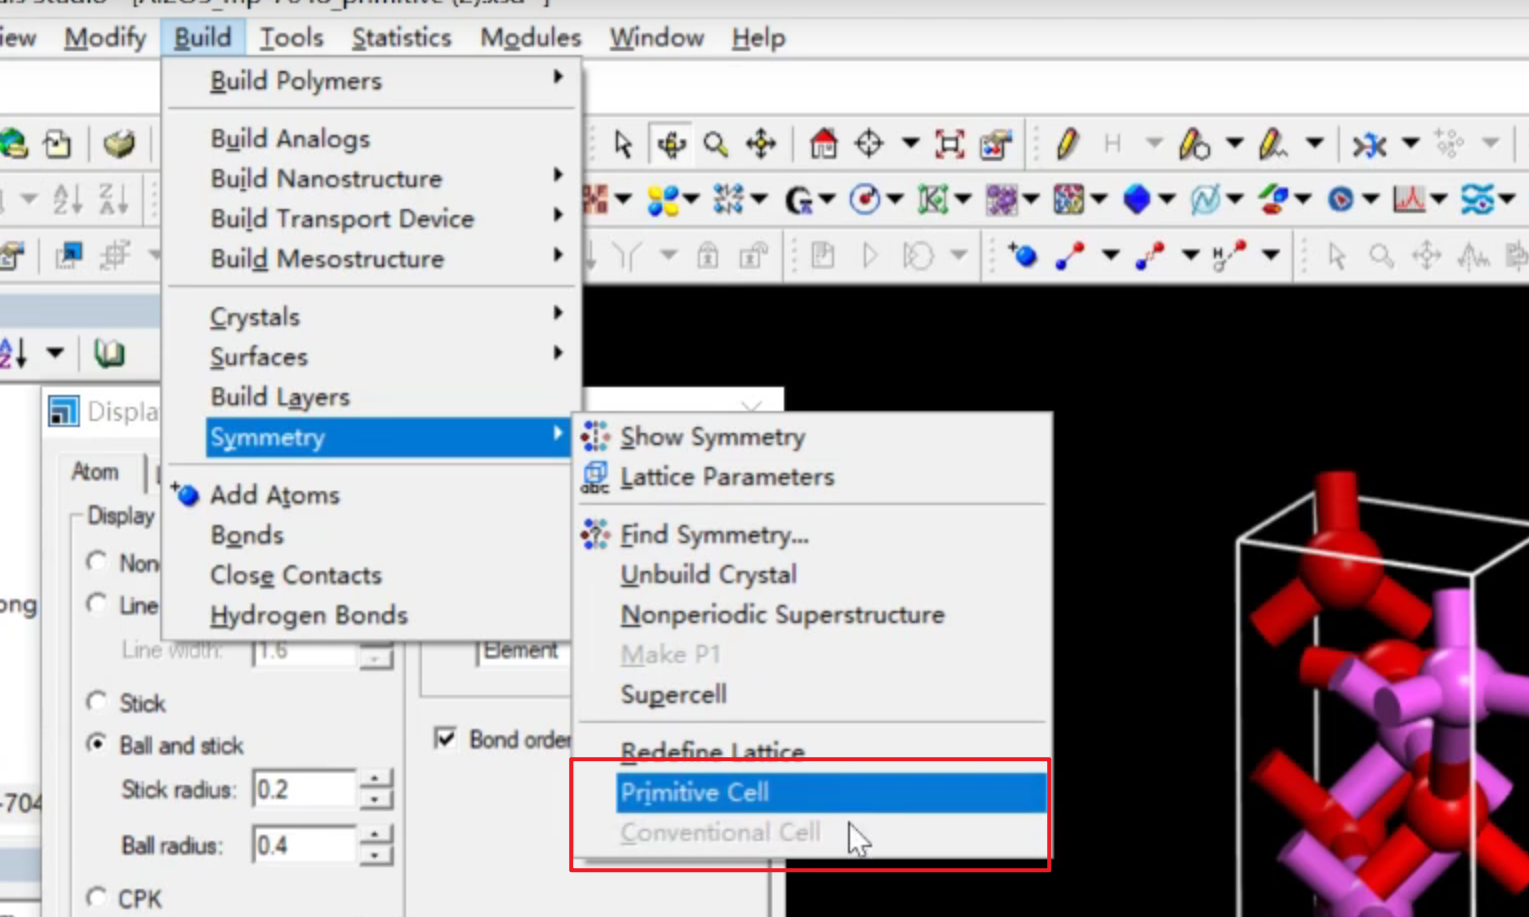 View Modify Build Tools Statistics Modules Window Help
Build Polymers
Build Analogs
Build Nanostructure
Build Transport Device
Build Mesostructure
Crystals
Surfaces
Build Layers
Symmetry
Show Symmetry
Lattice Parameters
Add Atoms
Bonds
Find Symmetry...
Close Contacts
Unbuild Crystal
Hydrogen Bonds
Nonperiodic Superstructure
Make P1
Supercell
Redefine Lattice
Primitive Cell
Conventional Cell
Displa
Atom
Display
Non
Line
Line width: 1.6
Element
Stick
Ball and stick
Bond order
Stick radius: 0.2
Ball radius: 0.4
CPK
ong
-704